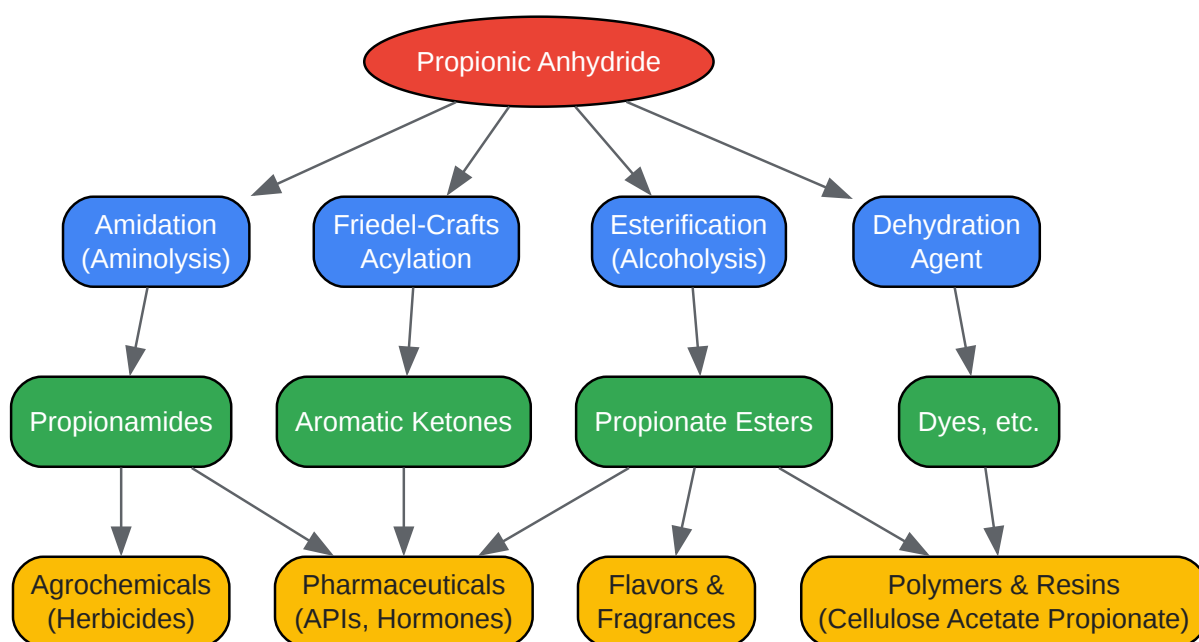 Propionic Anhydride
Amidation
(Aminolysis)
Friedel-Crafts
Acylation
Esterification
(Alcoholysis)
Dehydration
Agent
Propionamides
Aromatic Ketones
Propionate Esters
Dyes, etc.
Agrochemicals
(Herbicides)
Pharmaceuticals
(APIs, Hormones)
Flavors &
Fragrances
Polymers & Resins
(Cellulose Acetate Propionate)